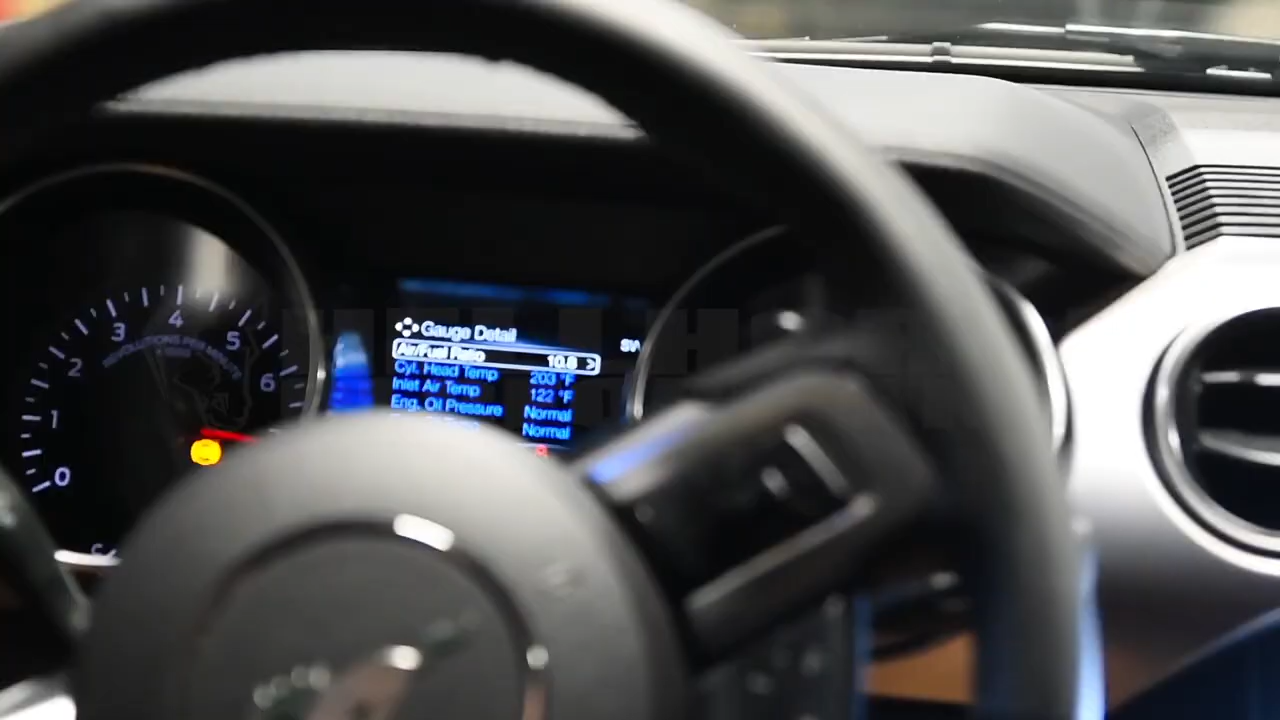 Gauge Detail
Air/Fuel Ratio 10.8 >
Cyl. Head Temp 203 °F
Inlet Air Temp 122 °F
Eng. Oil Pressure Normal
Normal
SW
0
1
2
3
4
5
6
REVOLUTIONS PER MINUTE